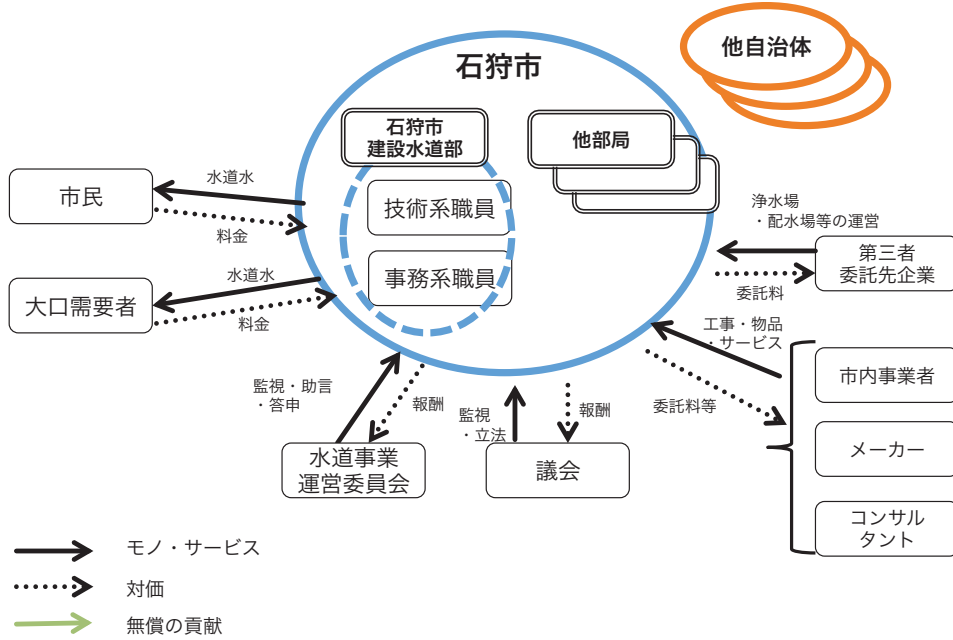 他自治体
石狩市
石狩市
建設水道部
他部局
技術系職員
事務系職員
市民
水道水
料金
大口需要者
水道水
料金
浄水場
・配水場等の運営
第三者
委託先企業
委託料
工事・物品
・サービス
委託料等
市内事業者
メーカー
コンサル
タント
監視・助言
・答申
報酬
水道事業
運営委員会
監視
・立法
報酬
議会
モノ・サービス
対価
無償の貢献